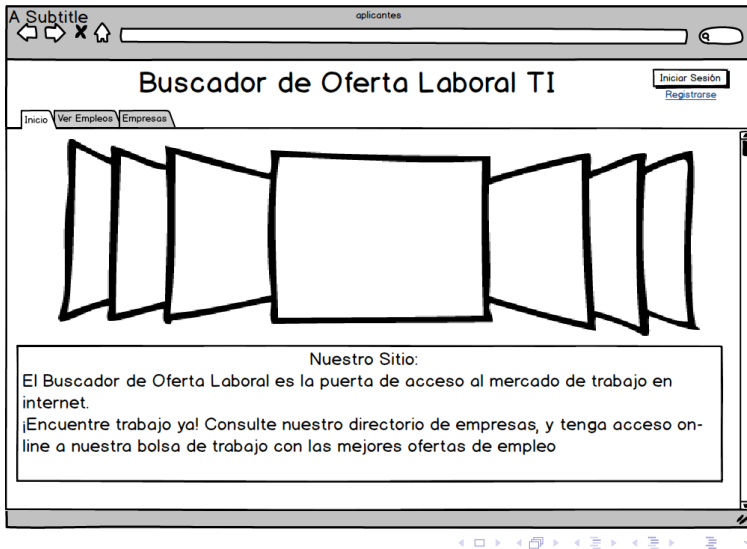 A Subtitle
aplicantes
Buscador de Oferta Laboral TI
Iniciar Sesión
Registrarse
Inicio
Ver Empleos
Empresas
Nuestro Sitio:
El Buscador de Oferta Laboral es la puerta de acceso al mercado de trabajo en
internet.
¡Encuentre trabajo ya! Consulte nuestro directorio de empresas, y tenga acceso on-
line a nuestra bolsa de trabajo con las mejores ofertas de empleo